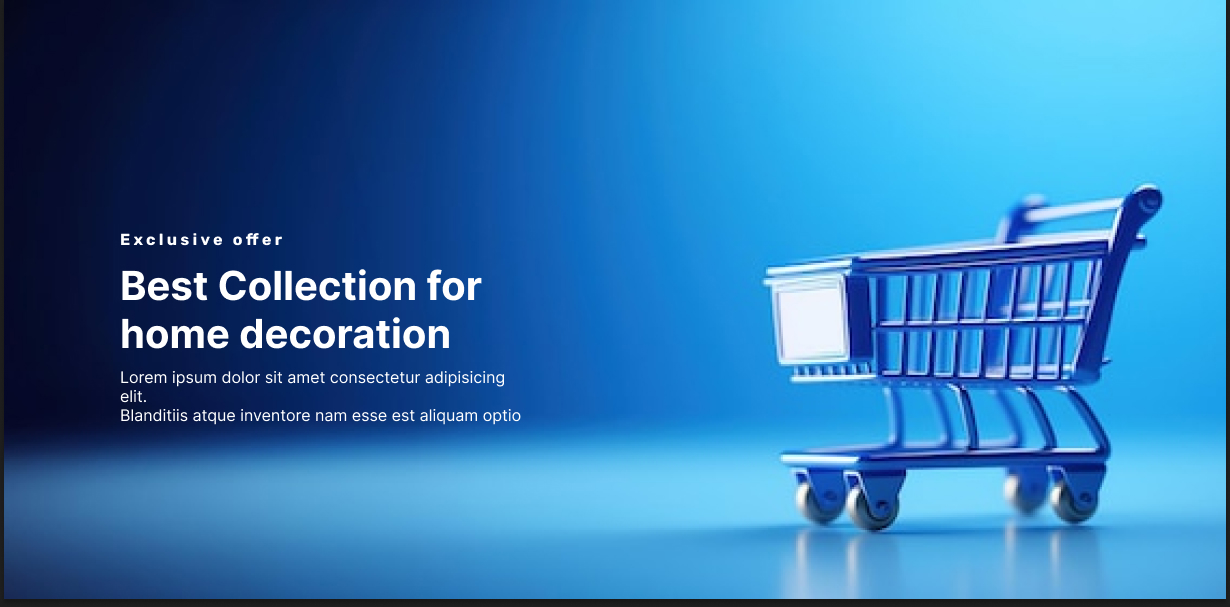 Exclusive offer
Best Collection for
home decoration
Lorem ipsum dolor sit amet consectetur adipisicing
elit.
Blanditiis atque inventore nam esse est aliquam optio